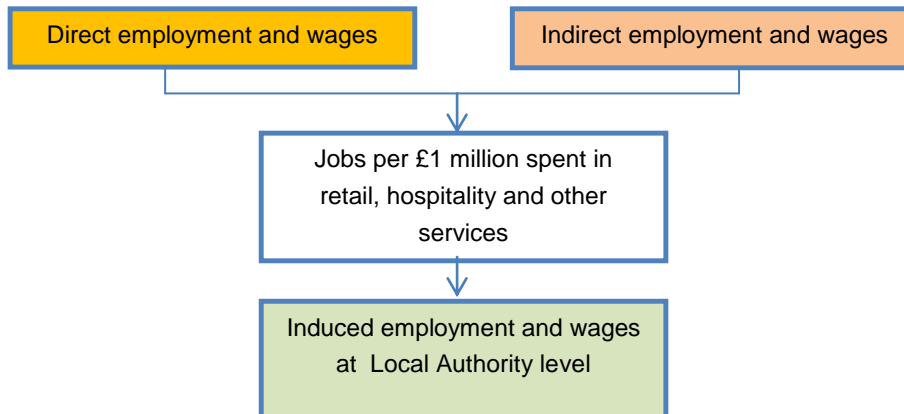 Direct employment and wages
Indirect employment and wages
Jobs per £1 million spent in
retail, hospitality and other
services
Induced employment and wages
at Local Authority level